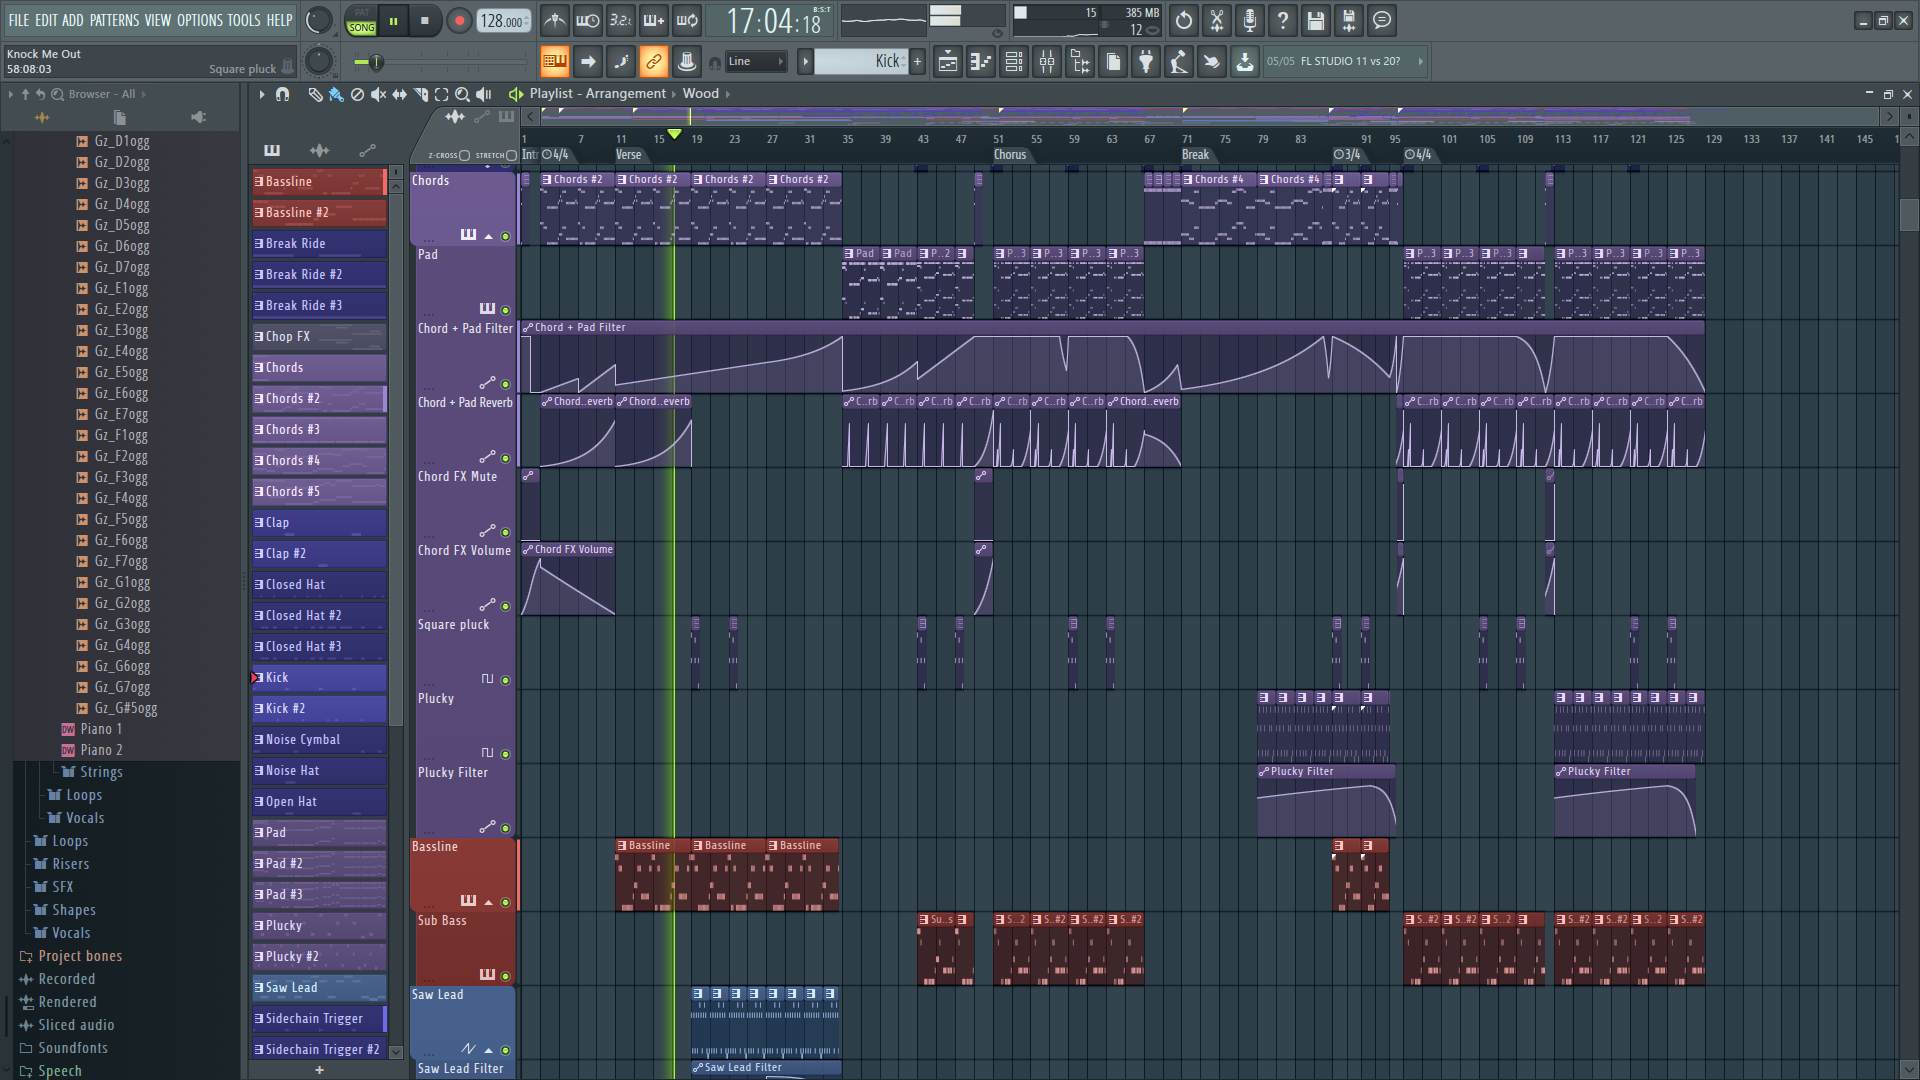 FILE EDIT ADD PATTERNS VIEW OPTIONS TOOLS HELP
PAT
SONG
128.000
3.2c
17:04:18
B:S:T
15
385 MB
12
Knock Me Out
58:08:03
Square pluck
Line
Kick
+
05/05 FL STUDIO 11 vs 20?
Browser - All
Playlist - Arrangement
Wood
Z-CROSS
STRETCH
1 7 11 15 19 23 27 31 35 39 43 47 51 55 59 63 67 71 75 79 83 87 91 95 101 105 109 113 117 121 125 129 133 137 141 145
4/4
Verse
Chorus
Break
3/4
4/4
Gz_D1ogg
Gz_D2ogg
Gz_D3ogg
Gz_D4ogg
Gz_D5ogg
Gz_D6ogg
Gz_D7ogg
Gz_E1ogg
Gz_E2ogg
Gz_E3ogg
Gz_E4ogg
Gz_E5ogg
Gz_E6ogg
Gz_E7ogg
Gz_F1ogg
Gz_F2ogg
Gz_F3ogg
Gz_F4ogg
Gz_F5ogg
Gz_F6ogg
Gz_F7ogg
Gz_G1ogg
Gz_G2ogg
Gz_G3ogg
Gz_G4ogg
Gz_G6ogg
Gz_G7ogg
Gz_G#5ogg
Piano 1
Piano 2
Strings
Loops
Vocals
Loops
Risers
SFX
Shapes
Vocals
Project bones
Recorded
Rendered
Sliced audio
Soundfonts
Speech
Bassline
Bassline #2
Break Ride
Break Ride #2
Break Ride #3
Chop FX
Chords
Chords #2
Chords #3
Chords #4
Chords #5
Clap
Clap #2
Closed Hat
Closed Hat #2
Closed Hat #3
Kick
Kick #2
Noise Cymbal
Noise Hat
Open Hat
Pad
Pad #2
Pad #3
Plucky
Plucky #2
Saw Lead
Sidechain Trigger
Sidechain Trigger #2
+
Chords
Chords #2 Chords #2 Chords #2 Chords #2 Chords #4 Chords #4
Pad
Pad Pad P..2 P..3 P..3 P..3 P..3 P..3 P..3 P..3 P..3 P..3 P..3 P..3
Chord + Pad Filter
Chord + Pad Filter
Chord + Pad Reverb
Chord..everb Chord..everb C..rb C..rb C..rb C..rb C..rb C..rb C..rb Chord..everb C..rb C..rb C..rb C..rb C..rb C..rb C..rb C..rb
Chord FX Mute
Chord FX Volume
Chord FX Volume
Square pluck
Plucky
Plucky Filter
Plucky Filter Plucky Filter
Bassline
Bassline Bassline Bassline
Sub Bass
Su..s S..2 S..#2 S..#2 S..#2 S..#2 S..#2 S..2 S..#2 S..#2 S..2 S..#2
Saw Lead
Saw Lead Filter
Saw Lead Filter